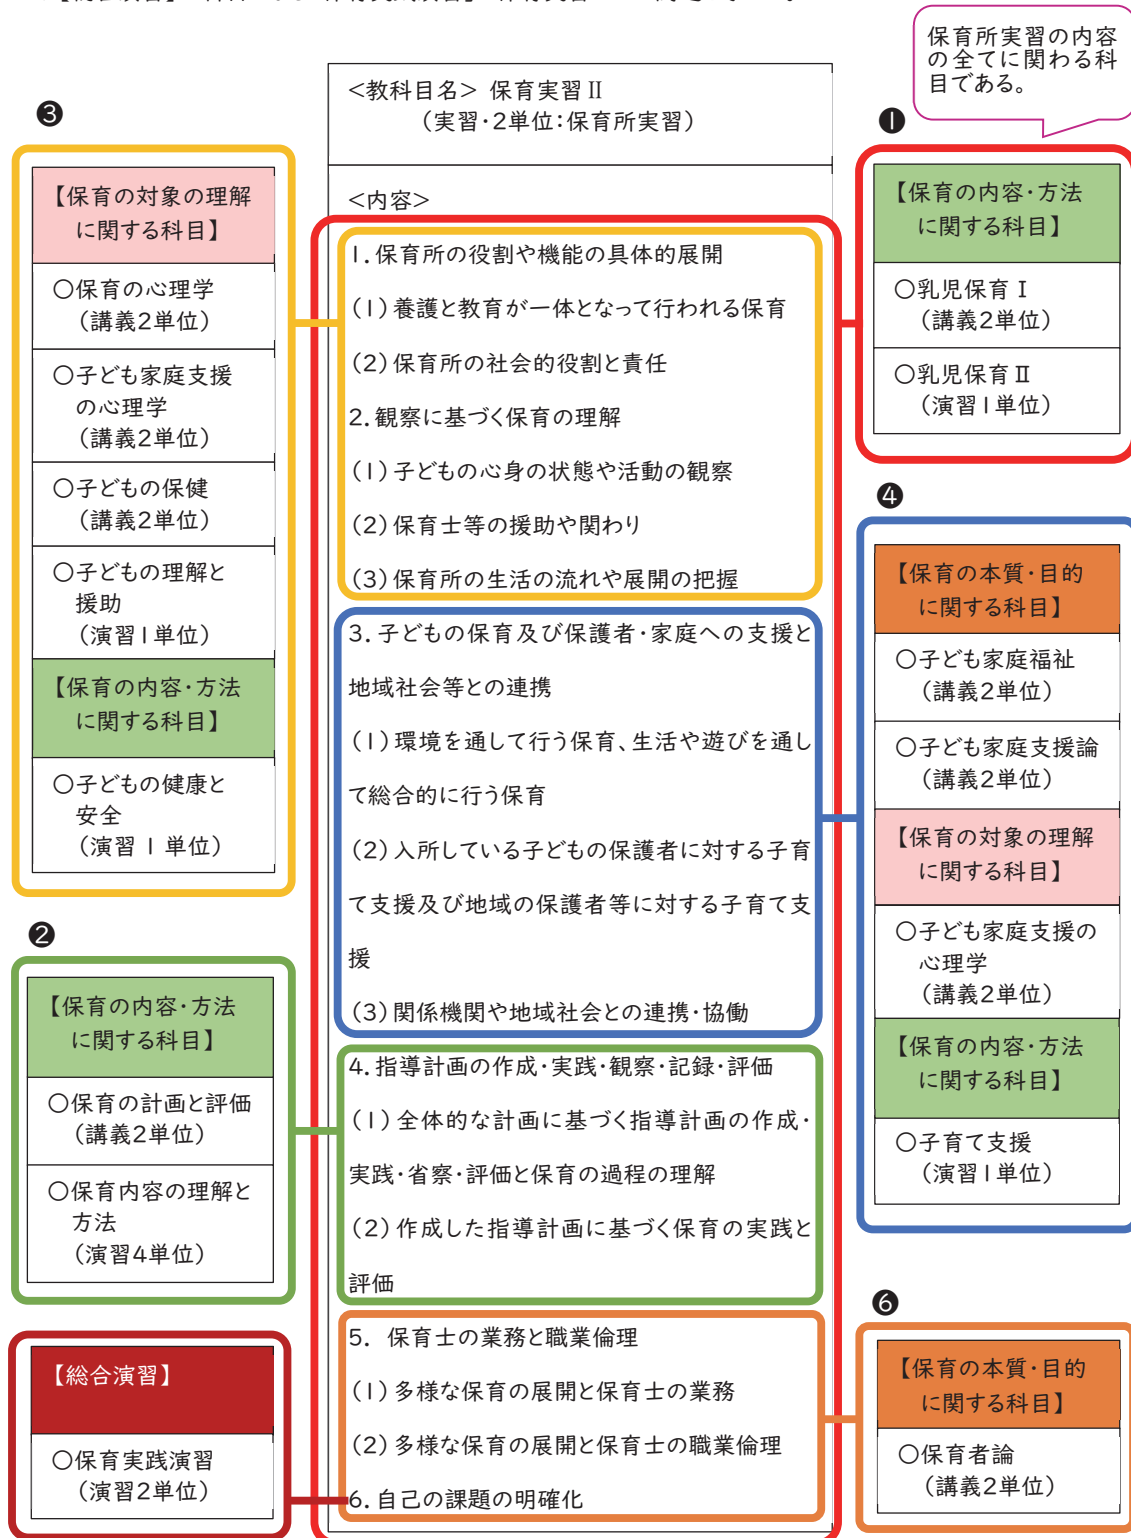 保育所実習の内容
の全てに関わる科
目である。
<教科目名> 保育実習Ⅱ
(実習・2単位:保育所実習)
<内容>
1.保育所の役割や機能の具体的展開
(1)養護と教育が一体となって行われる保育
(2)保育所の社会的役割と責任
2.観察に基づく保育の理解
(1)子どもの心身の状態や活動の観察
(2)保育士等の援助や関わり
(3)保育所の生活の流れや展開の把握
3.子どもの保育及び保護者・家庭への支援と
地域社会等との連携
(1)環境を通して行う保育、生活や遊びを通し
て総合的に行う保育
(2)入所している子どもの保護者に対する子育
て支援及び地域の保護者等に対する子育て支
援
(3)関係機関や地域社会との連携・協働
4.指導計画の作成・実践・観察・記録・評価
(1)全体的な計画に基づく指導計画の作成・
実践・省察・評価と保育の過程の理解
(2)作成した指導計画に基づく保育の実践と
評価
5. 保育士の業務と職業倫理
(1)多様な保育の展開と保育士の業務
(2)多様な保育の展開と保育士の職業倫理
6.自己の課題の明確化
❶
【保育の内容・方法
に関する科目】
○乳児保育Ⅰ
(講義2単位)
○乳児保育Ⅱ
(演習1単位)
❷
【保育の内容・方法
に関する科目】
○保育の計画と評価
(講義2単位)
○保育内容の理解と
方法
(演習4単位)
❸
【保育の対象の理解
に関する科目】
○保育の心理学
(講義2単位)
○子ども家庭支援
の心理学
(講義2単位)
○子どもの保健
(講義2単位)
○子どもの理解と
援助
(演習1単位)
【保育の内容・方法
に関する科目】
○子どもの健康と
安全
(演習 1 単位)
❹
【保育の本質・目的
に関する科目】
○子ども家庭福祉
(講義2単位)
○子ども家庭支援論
(講義2単位)
【保育の対象の理解
に関する科目】
○子ども家庭支援の
心理学
(講義2単位)
【保育の内容・方法
に関する科目】
○子育て支援
(演習1単位)
【総合演習】
○保育実践演習
(演習2単位)
❻
【保育の本質・目的
に関する科目】
○保育者論
(講義2単位)